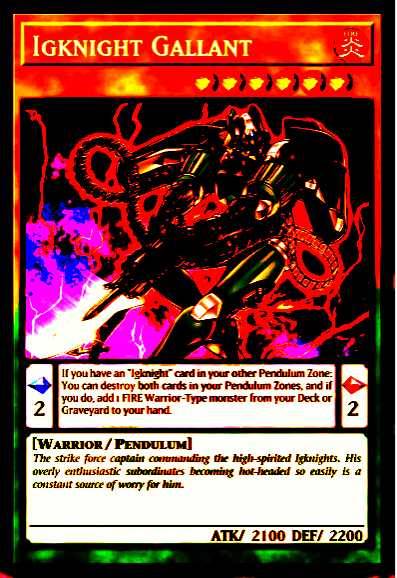 IGKNIGHT GALLANT
炎
If you have an "Igknight" card in your other Pendulum Zone:
You can destroy both cards in your Pendulum Zones, and if
you do, add 1 FIRE Warrior-Type monster from your Deck or
Graveyard to your hand.
2
2
[WARRIOR / PENDULUM]
The strike force captain commanding the high-spirited Igknights. His
overly enthusiastic subordinates becoming hot-headed so easily is a
constant source of worry for him.
ATK/ 2100 DEF/ 2200